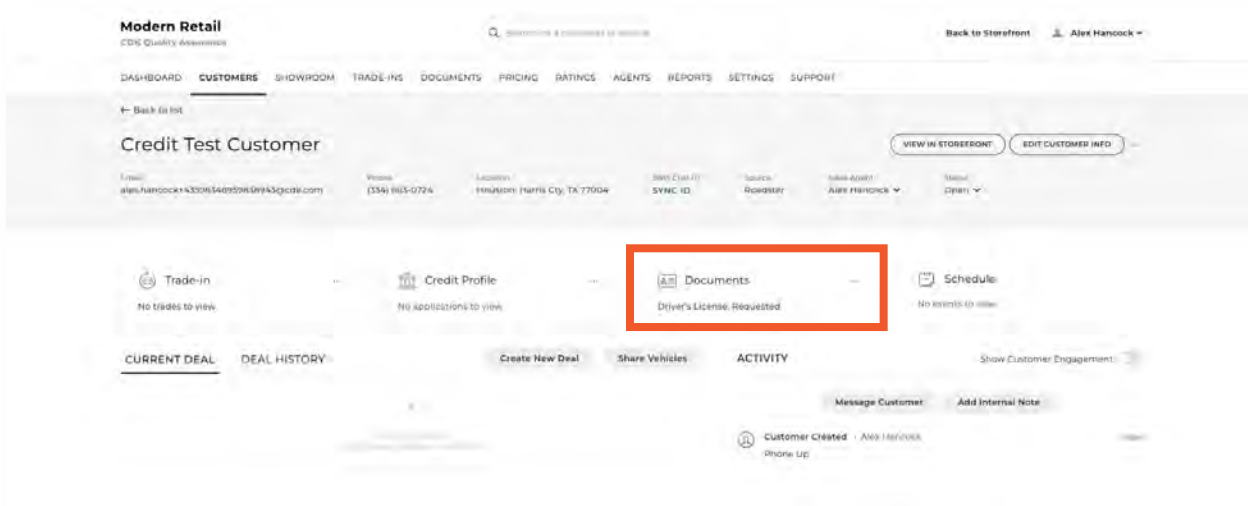 Modern Retail
CDK Quality Assurance
Back to Storefront Alex Hancock
DASHBOARD CUSTOMERS SHOWROOM TRADE-INS DOCUMENTS PRICING RATINGS AGENTS REPORTS SETTINGS SUPPORT
← Back to list
Credit Test Customer
VIEW IN STOREFRONT EDIT CUSTOMER INFO
Email Phone Location Source Sales Agent Status
(334) Houston, Harris Cty, TX 77004 SYNC ID Roadster Alex Hancock Open
Trade-in Credit Profile Documents Schedule
No trades to view No applications to view Driver's License: Requested No events to view
CURRENT DEAL DEAL HISTORY Create New Deal Share Vehicles ACTIVITY Show Customer Engagement
Message Customer Add Internal Note
Customer Created - Alex Hancock
Phone Up